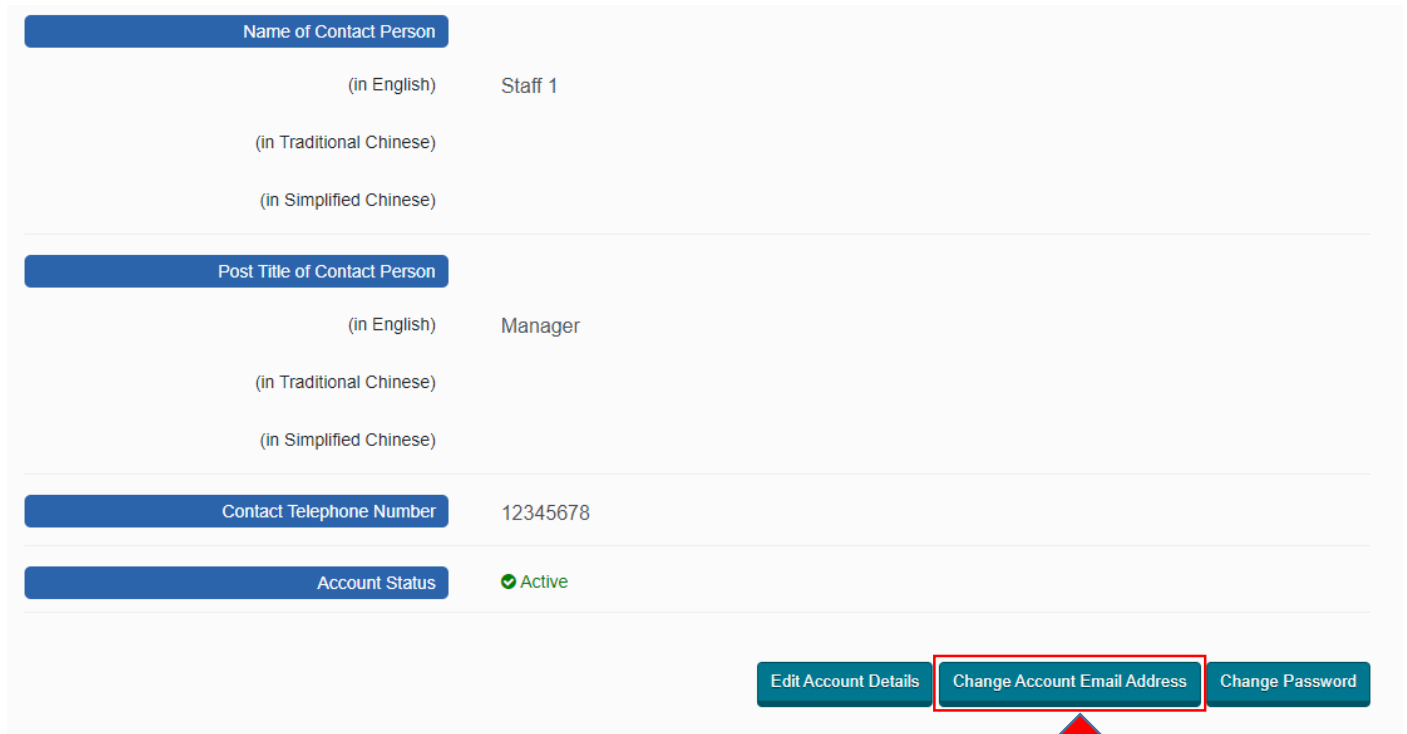 Name of Contact Person
(in English) Staff 1
(in Traditional Chinese)
(in Simplified Chinese)
Post Title of Contact Person
(in English) Manager
(in Traditional Chinese)
(in Simplified Chinese)
Contact Telephone Number 12345678
Account Status Active
Edit Account Details Change Account Email Address Change Password